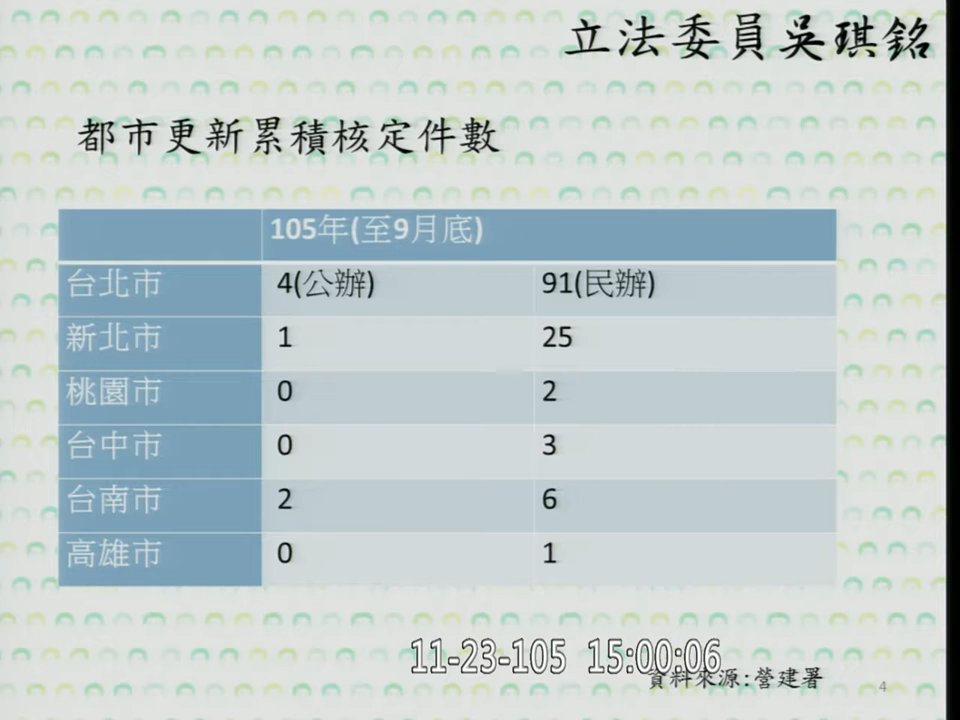 立法委員吳琪銘
都市更新累積核定件數
105年(至9月底)
台北市 4(公辦) 91(民辦)
新北市 1 25
桃園市 0 2
台中市 0 3
台南市 2 6
高雄市 0 1
11-23-105 15:00:06
資料來源:營建署 4